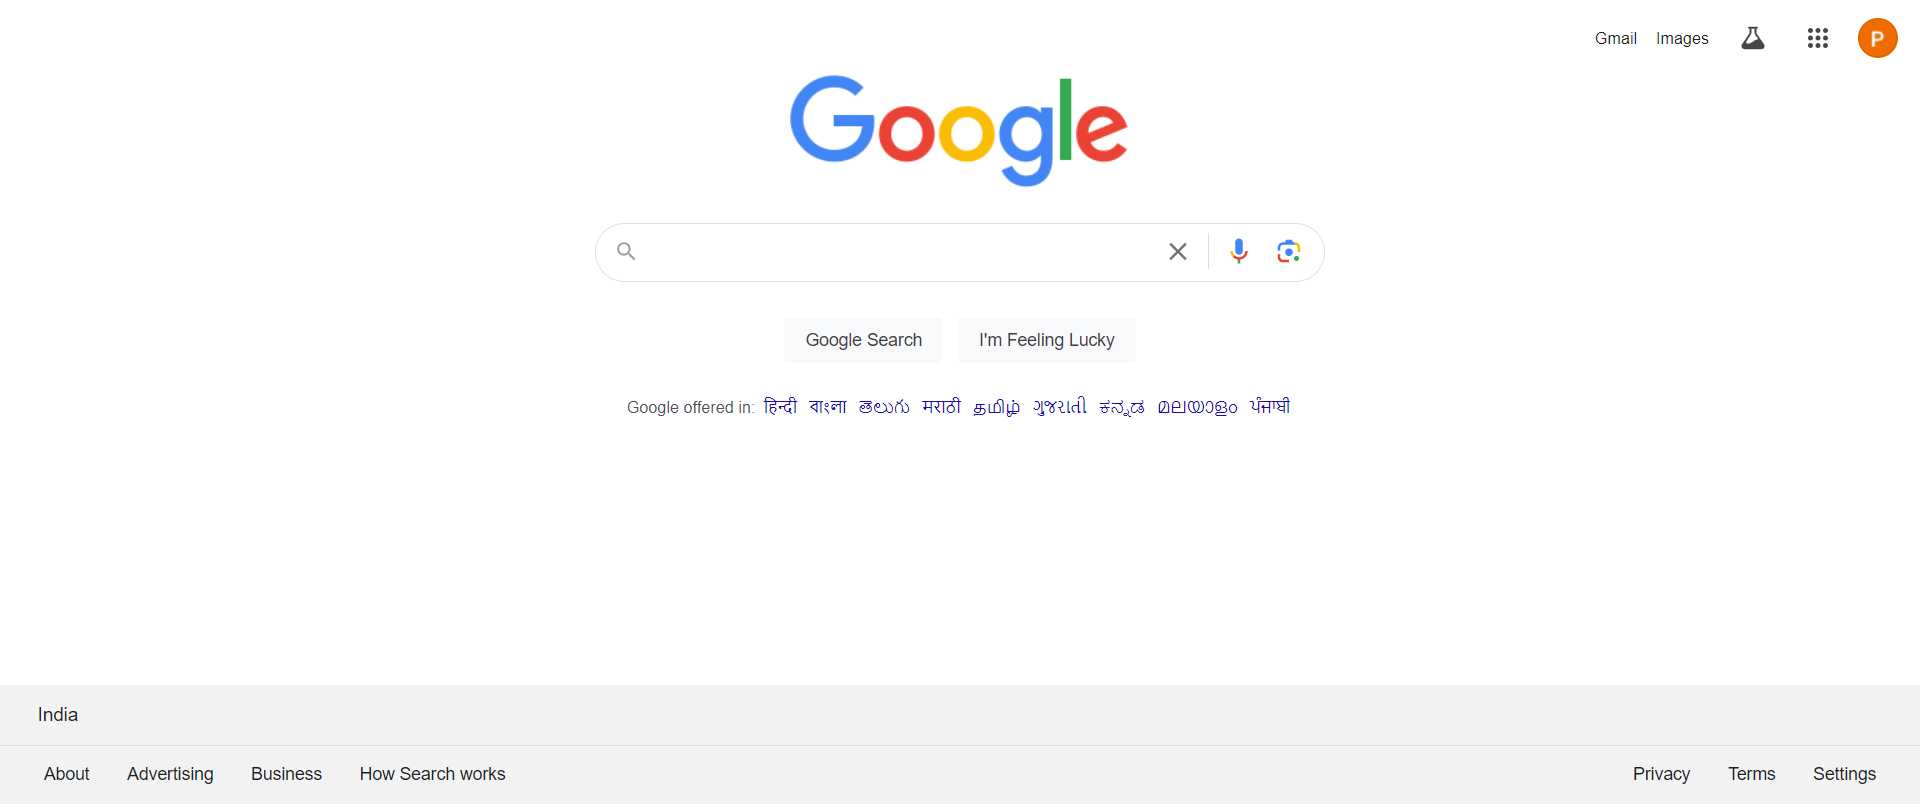 Gmail Images P
Google
Google Search I'm Feeling Lucky
Google offered in: हिन्दी বাংলা తెలుగు मराठी தமிழ் ગુજરાતી ಕನ್ನಡ മലയാളം ਪੰਜਾਬੀ
India
About Advertising Business How Search works Privacy Terms Settings